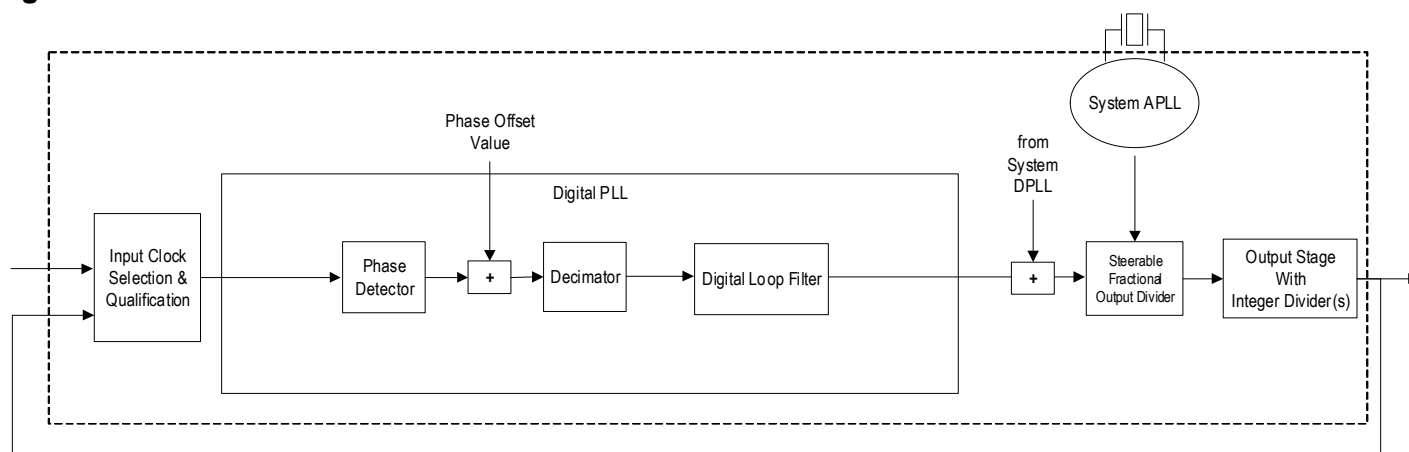 System APLL
Phase Offset
Value
from
System
DPLL
Digital PLL
Input Clock
Selection &
Qualification
Phase
Detector
+
Decimator
Digital Loop Filter
+
Steerable
Fractional
Output Divider
Output Stage
With
Integer Divider(s)